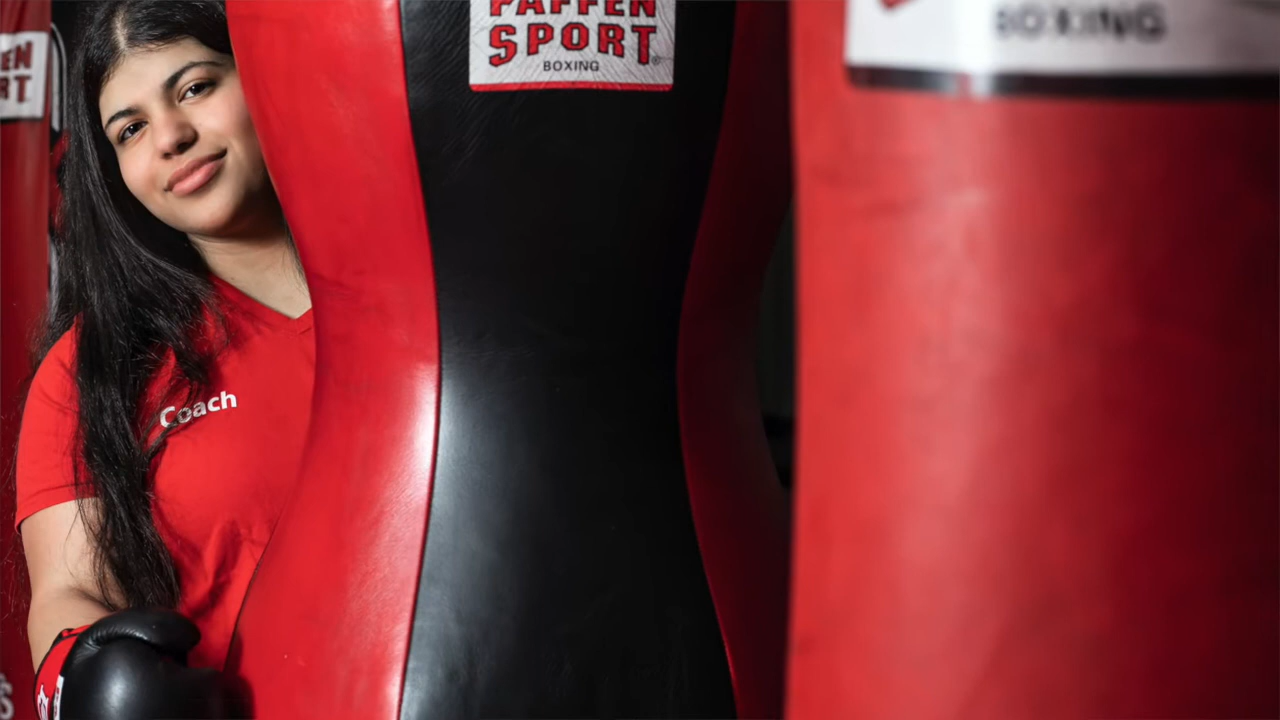 PAFFEN
SPORT
BOXING
BOXING
Coach